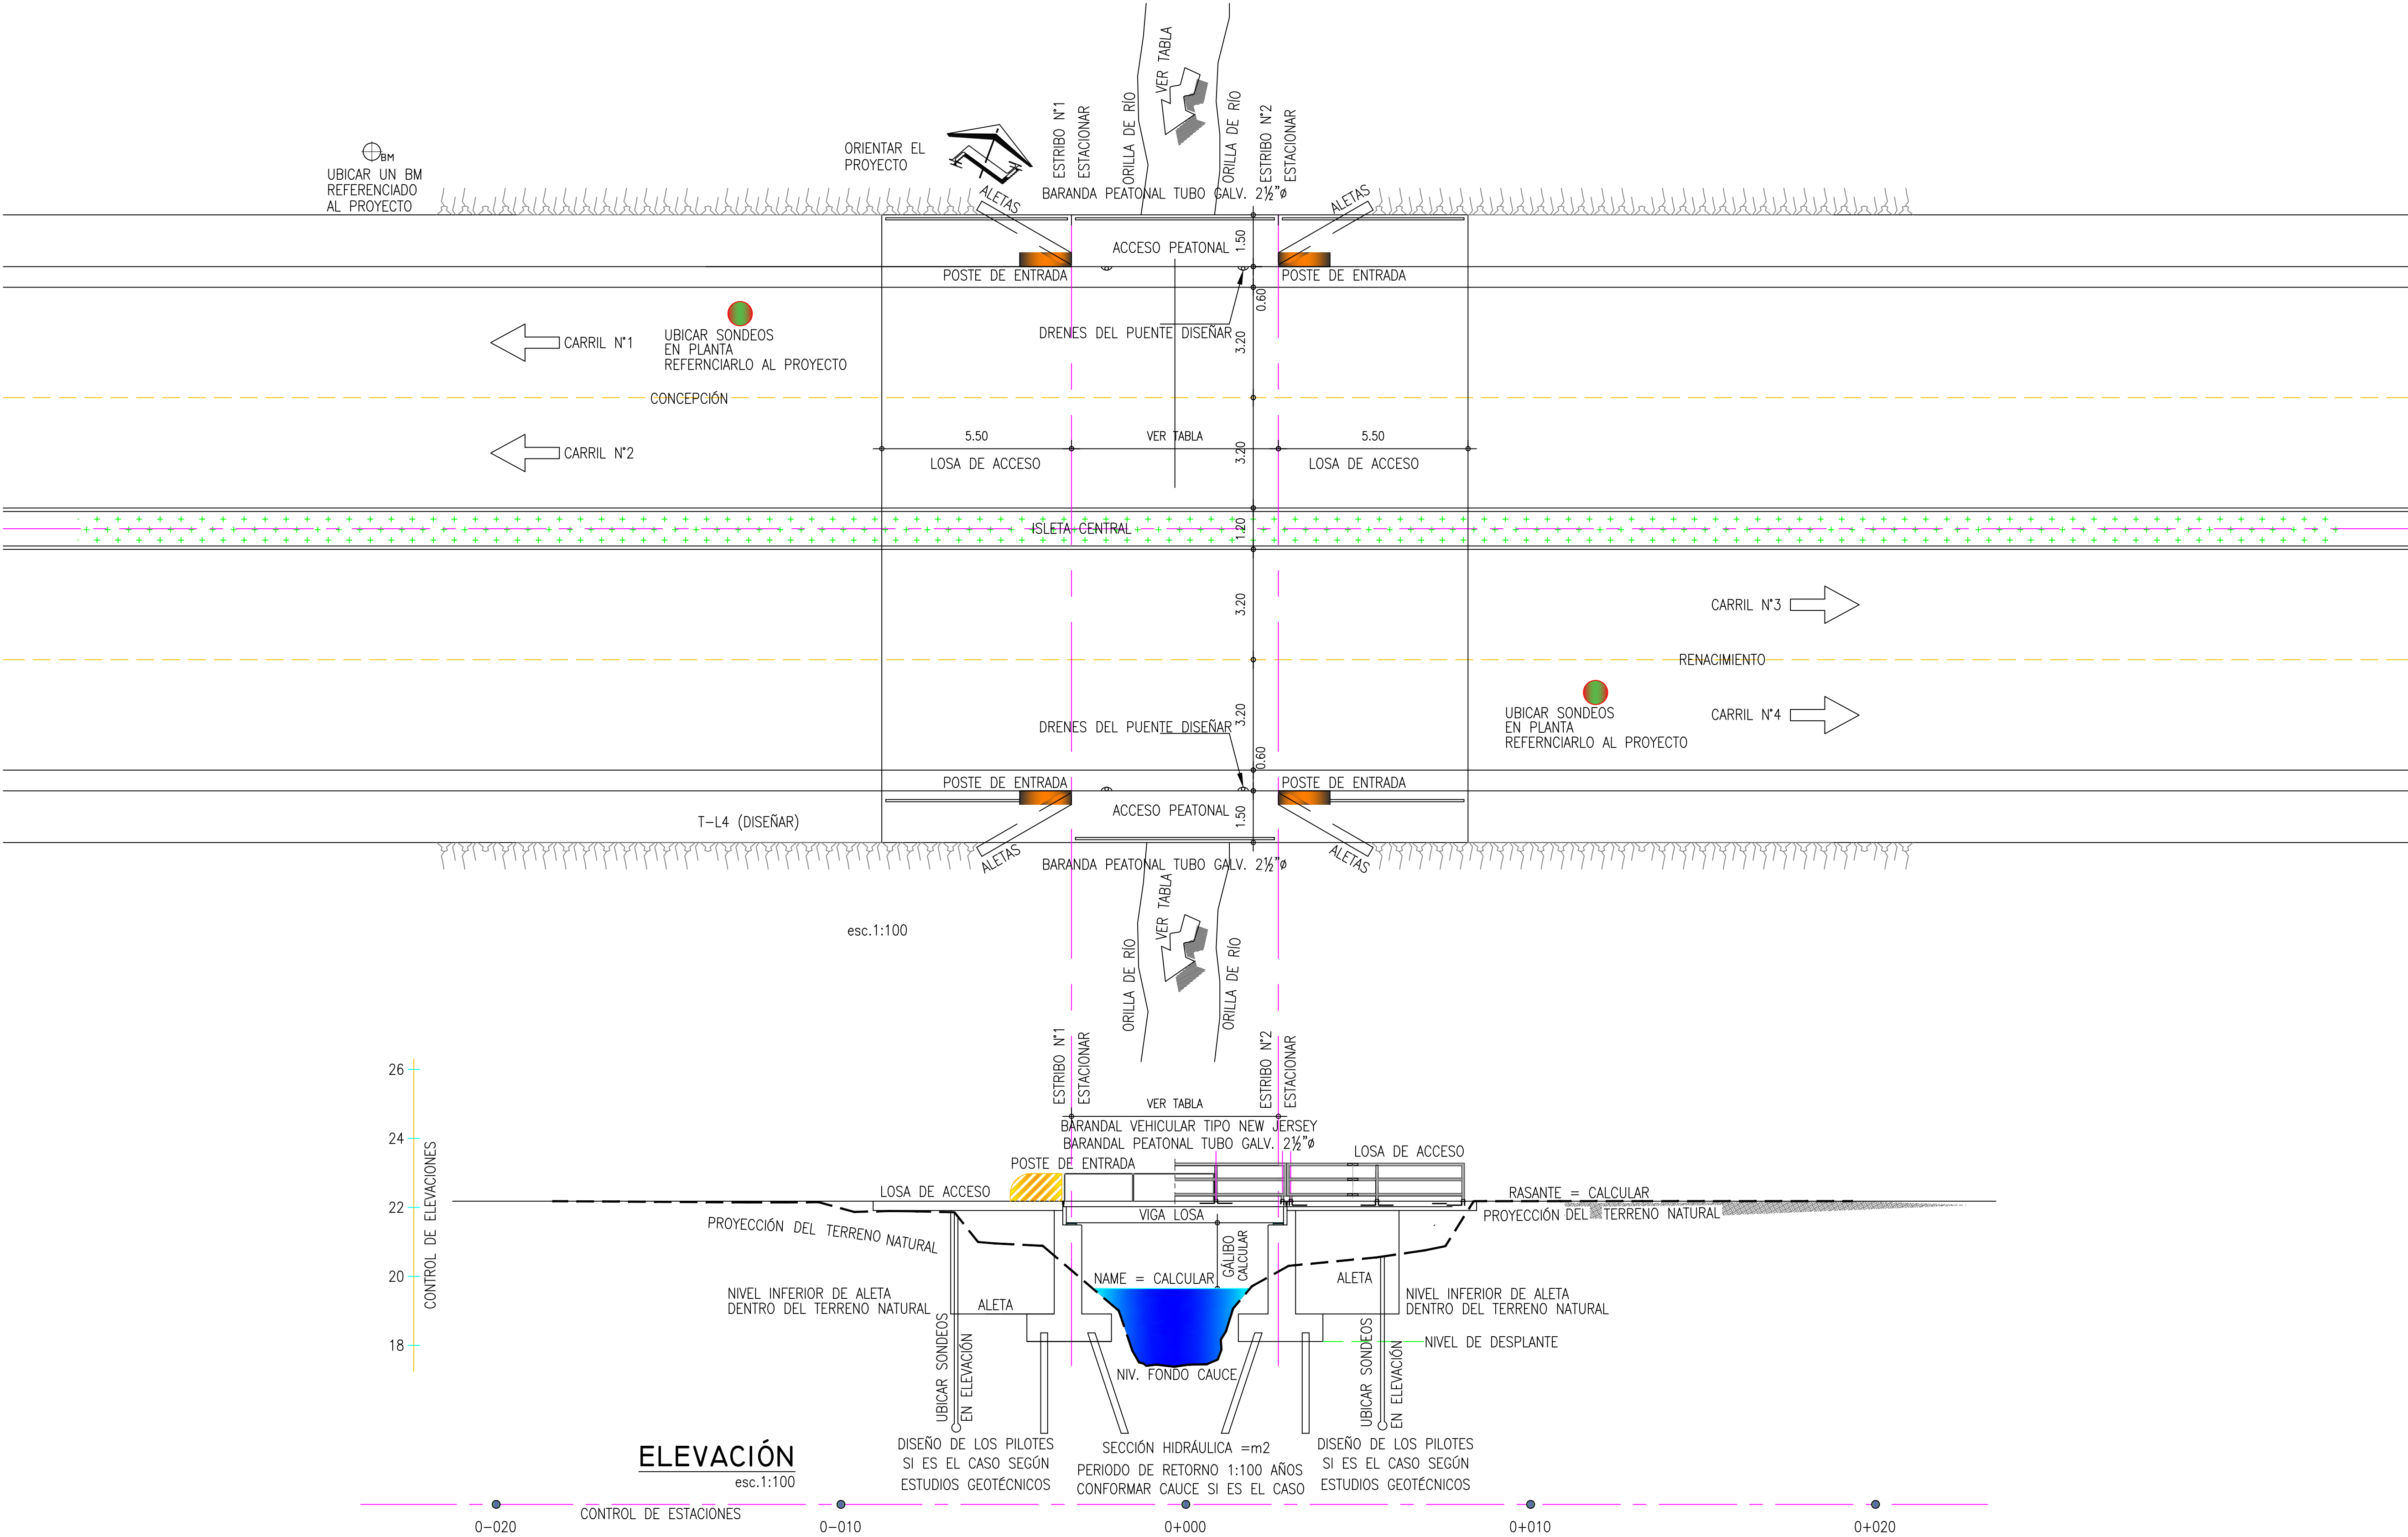 VER TABLA
ESTRIBO N°1
ESTACIONAR
ORILLA DE RÍO
ORILLA DE RÍO
ESTRIBO N°2
ESTACIONAR
BM
UBICAR UN BM
REFERENCIADO
AL PROYECTO
ORIENTAR EL
PROYECTO
ALETAS
BARANDA PEATONAL TUBO GALV. 2½"ø
ALETAS
ACCESO PEATONAL
1.50
POSTE DE ENTRADA
POSTE DE ENTRADA
0.60
DRENES DEL PUENTE DISEÑAR
3.20
CARRIL N°1
UBICAR SONDEOS
EN PLANTA
REFERNCIARLO AL PROYECTO
CONCEPCIÓN
CARRIL N°2
5.50
VER TABLA
5.50
3.20
LOSA DE ACCESO
LOSA DE ACCESO
ISLETA CENTRAL
1.20
3.20
CARRIL N°3
RENACIMIENTO
UBICAR SONDEOS
EN PLANTA
REFERNCIARLO AL PROYECTO
CARRIL N°4
3.20
DRENES DEL PUENTE DISEÑAR
0.60
POSTE DE ENTRADA
POSTE DE ENTRADA
ACCESO PEATONAL
1.50
T-L4 (DISEÑAR)
ALETAS
BARANDA PEATONAL TUBO GALV. 2½"ø
ALETAS
VER TABLA
esc.1:100
ORILLA DE RÍO
ORILLA DE RÍO
ESTRIBO N°1
ESTACIONAR
ESTRIBO N°2
ESTACIONAR
26
24
22
20
18
CONTROL DE ELEVACIONES
VER TABLA
BARANDAL VEHICULAR TIPO NEW JERSEY
BARANDAL PEATONAL TUBO GALV. 2½"ø
LOSA DE ACCESO
POSTE DE ENTRADA
LOSA DE ACCESO
RASANTE = CALCULAR
VIGA LOSA
PROYECCIÓN DEL TERRENO NATURAL
PROYECCIÓN DEL TERRENO NATURAL
GÁLIBO
CALCULAR
NAME = CALCULAR
ALETA
NIVEL INFERIOR DE ALETA
DENTRO DEL TERRENO NATURAL
ALETA
NIVEL INFERIOR DE ALETA
DENTRO DEL TERRENO NATURAL
NIVEL DE DESPLANTE
UBICAR SONDEOS
EN ELEVACIÓN
UBICAR SONDEOS
EN ELEVACIÓN
NIV. FONDO CAUCE
ELEVACIÓN
esc.1:100
DISEÑO DE LOS PILOTES
SI ES EL CASO SEGÚN
ESTUDIOS GEOTÉCNICOS
SECCIÓN HIDRÁULICA =m2
PERIODO DE RETORNO 1:100 AÑOS
CONFORMAR CAUCE SI ES EL CASO
DISEÑO DE LOS PILOTES
SI ES EL CASO SEGÚN
ESTUDIOS GEOTÉCNICOS
CONTROL DE ESTACIONES
0-020
0-010
0+000
0+010
0+020